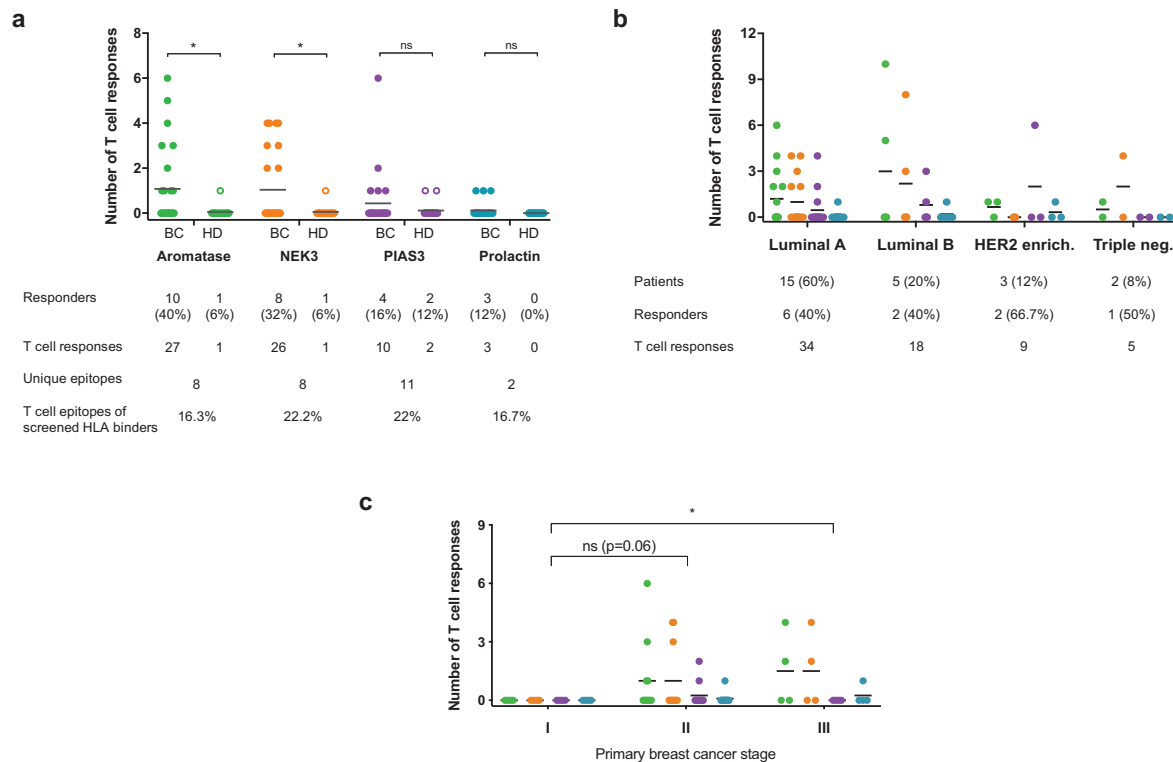 a
Number of T cell responses
8
6
4
2
0
* * ns ns
BC HD BC HD BC HD BC HD
Aromatase NEK3 PIAS3 Prolactin
Responders 10 1 8 1 4 2 3 0
(40%) (6%) (32%) (6%) (16%) (12%) (12%) (0%)
T cell responses 27 1 26 1 10 2 3 0
Unique epitopes 8 8 11 2
T cell epitopes of
screened HLA binders 16.3% 22.2% 22% 16.7%
b
Number of T cell responses
12
9
6
3
0
Luminal A Luminal B HER2 enrich. Triple neg.
Patients 15 (60%) 5 (20%) 3 (12%) 2 (8%)
Responders 6 (40%) 2 (40%) 2 (66.7%) 1 (50%)
T cell responses 34 18 9 5
c
Number of T cell responses
9
6
3
0
*
ns (p=0.06)
I II III
Primary breast cancer stage